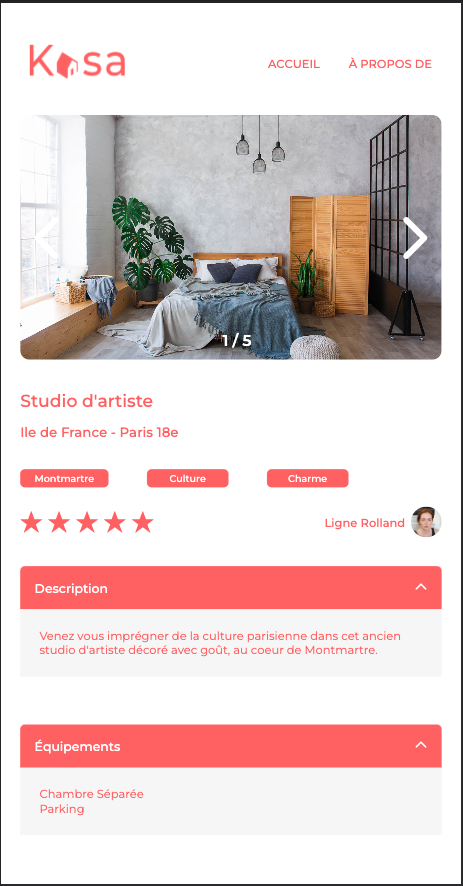 Kasa
ACCUEIL À PROPOS DE
1 / 5
Studio d'artiste
Ile de France - Paris 18e
Montmartre Culture Charme
Ligne Rolland
Description
Venez vous imprégner de la culture parisienne dans cet ancien
studio d'artiste décoré avec goût, au coeur de Montmartre.
Équipements
Chambre Séparée
Parking